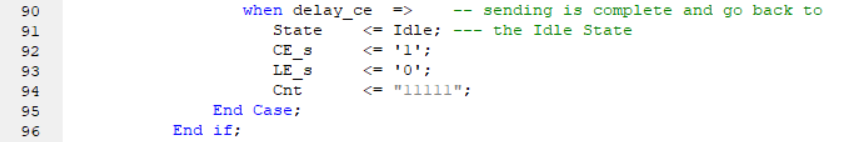 90 when delay_ce => -- sending is complete and go back to
91 State <= Idle; --- the Idle State
92 CE_s <= '1';
93 LE_s <= '0';
94 Cnt <= "11111";
95 End Case;
96 End if;